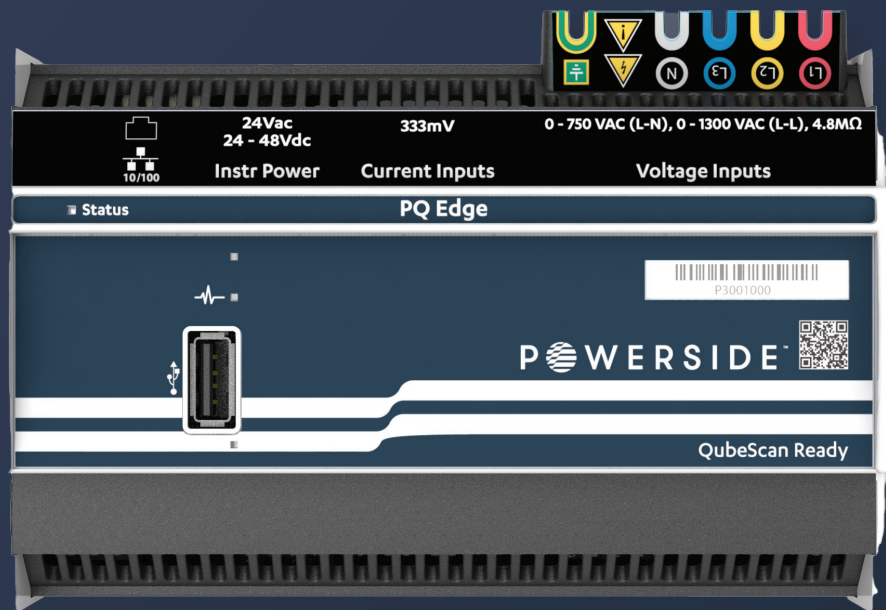 N L3 L2 L1
24Vac
24 - 48Vdc
333mV
0 - 750 VAC (L-N), 0 - 1300 VAC (L-L), 4.8MΩ
10/100
Instr Power
Current Inputs
Voltage Inputs
Status
PQ Edge
P3001000
POWERSIDE™
QubeScan Ready